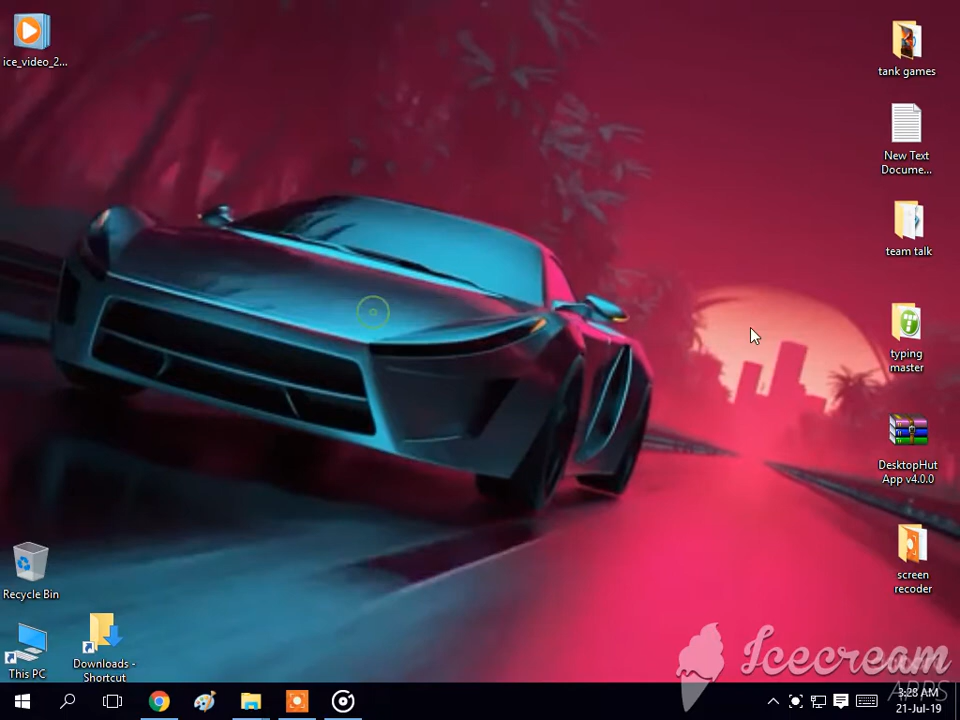 ice_video_2...
tank games
New Text
Docume...
team talk
typing
master
DesktopHut
App v4.0.0
screen
recoder
Recycle Bin
This PC
Downloads -
Shortcut
Icecream
APPS
3:28 AM
21-Jul-19